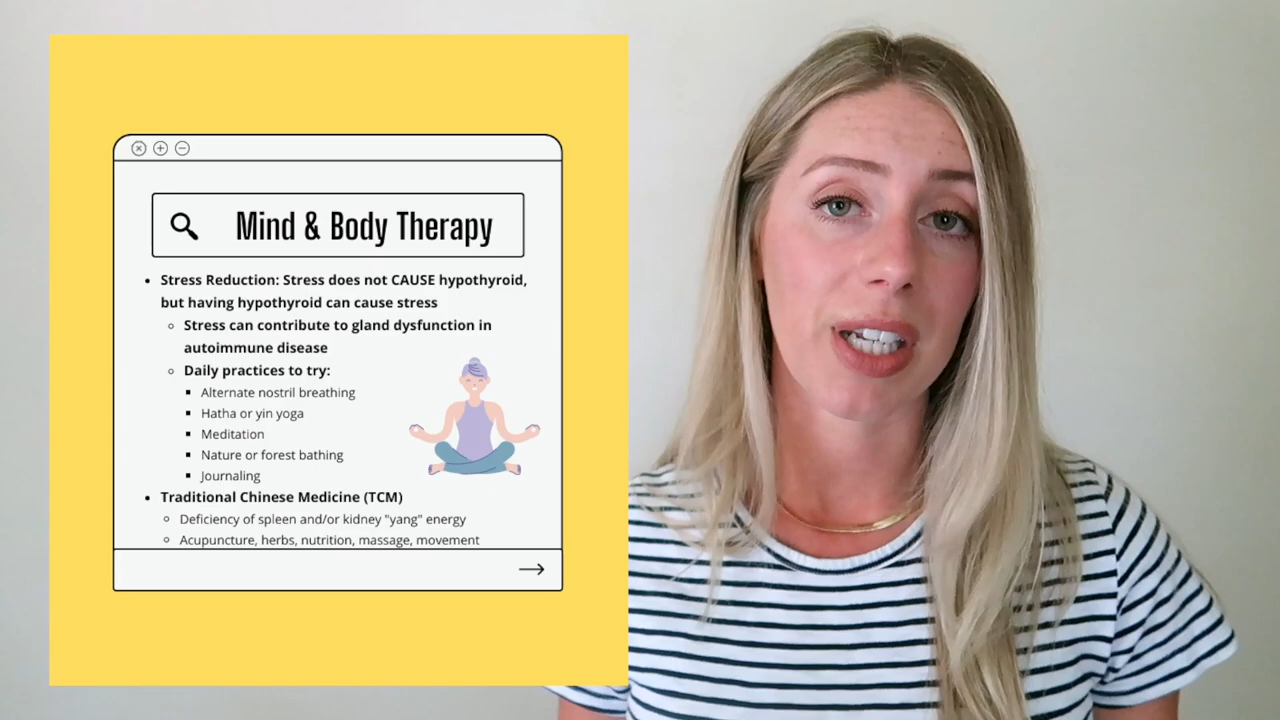 Mind & Body Therapy
• Stress Reduction: Stress does not CAUSE hypothyroid,
but having hypothyroid can cause stress
◦ Stress can contribute to gland dysfunction in
autoimmune disease
◦ Daily practices to try:
▪ Alternate nostril breathing
▪ Hatha or yin yoga
▪ Meditation
▪ Nature or forest bathing
▪ Journaling
• Traditional Chinese Medicine (TCM)
◦ Deficiency of spleen and/or kidney "yang" energy
◦ Acupuncture, herbs, nutrition, massage, movement